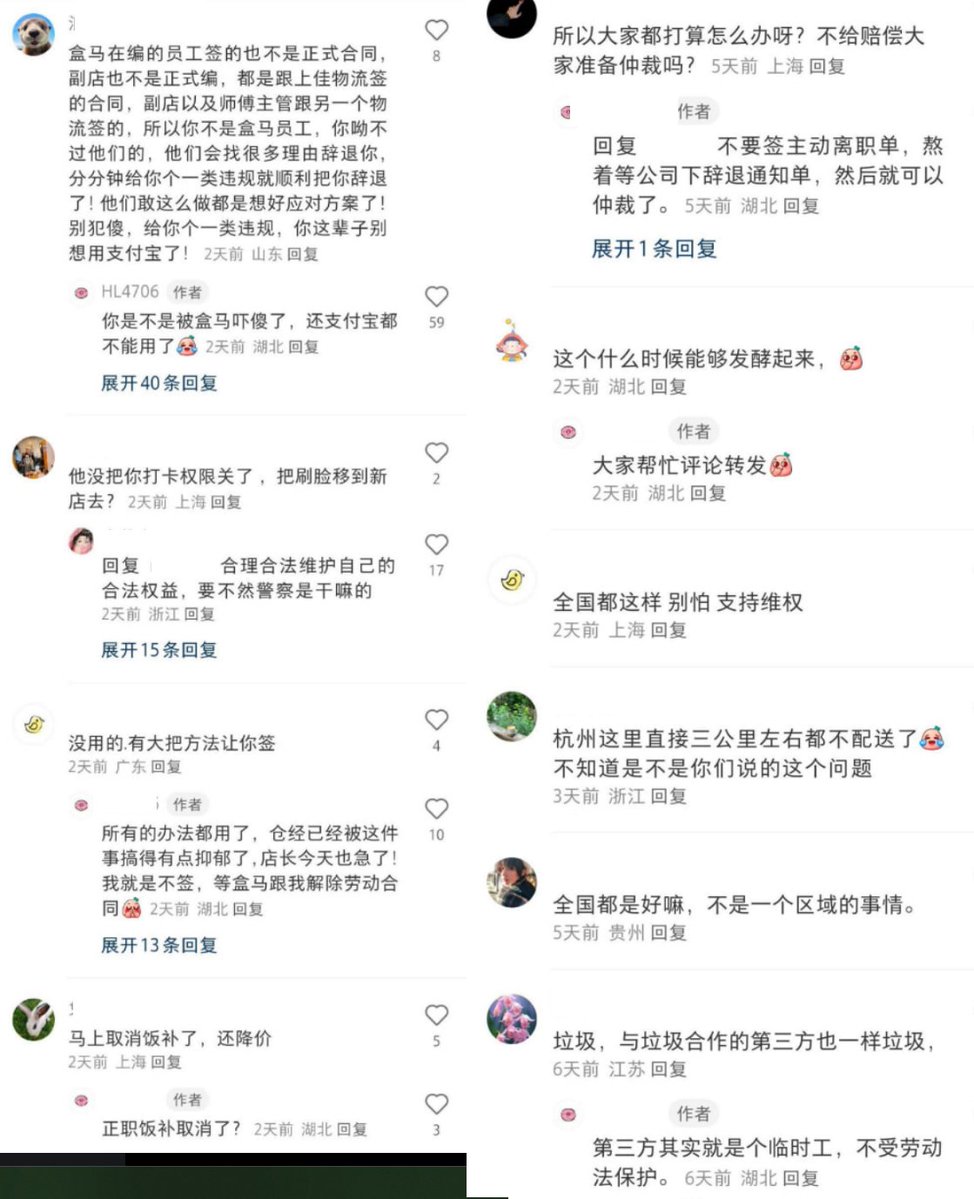 盒马在编的员工签的也不是正式合同，
副店也不是正式编，都是跟上佳物流签
的合同，副店以及师傅主管跟另一个物
流签的，所以你不是盒马员工，你呦不
过他们的，他们会找很多理由辞退你，
分分钟给你个一类违规就顺利把你辞退
了！他们敢这么做都是想好应对方案了！
别犯傻，给你个一类违规，你这辈子别
想用支付宝了！ 2天前 山东 回复
8
HL4706 作者
你是不是被盒马吓傻了，还支付宝都
不能用了 2天前 湖北 回复
59
展开40条回复
他没把你打卡权限关了，把刷脸移到新
店去？ 2天前 上海 回复
2
回复 合理合法维护自己的
合法权益，要不然警察是干嘛的
2天前 浙江 回复
17
展开15条回复
没用的.有大把方法让你签
2天前 广东 回复
4
作者
所有的办法都用了，仓经已经被这件
事搞得有点抑郁了,店长今天也急了！
我就是不签，等盒马跟我解除劳动合
同 2天前 湖北 回复
10
展开13条回复
马上取消饭补了，还降价
2天前 上海 回复
5
作者
正职饭补取消了？ 2天前 湖北 回复
3
所以大家都打算怎么办呀？不给赔偿大
家准备仲裁吗？ 5天前 上海 回复
作者
回复 不要签主动离职单，熬
着等公司下辞退通知单，然后就可以
仲裁了。 5天前 湖北 回复
展开1条回复
这个什么时候能够发酵起来，
2天前 湖北 回复
作者
大家帮忙评论转发
2天前 湖北 回复
全国都这样 别怕 支持维权
2天前 上海 回复
杭州这里直接三公里左右都不配送了
不知道是不是你们说的这个问题
3天前 浙江 回复
全国都是好嘛，不是一个区域的事情。
5天前 贵州 回复
垃圾，与垃圾合作的第三方也一样垃圾，
6天前 江苏 回复
作者
第三方其实就是个临时工，不受劳动
法保护。 6天前 湖北 回复